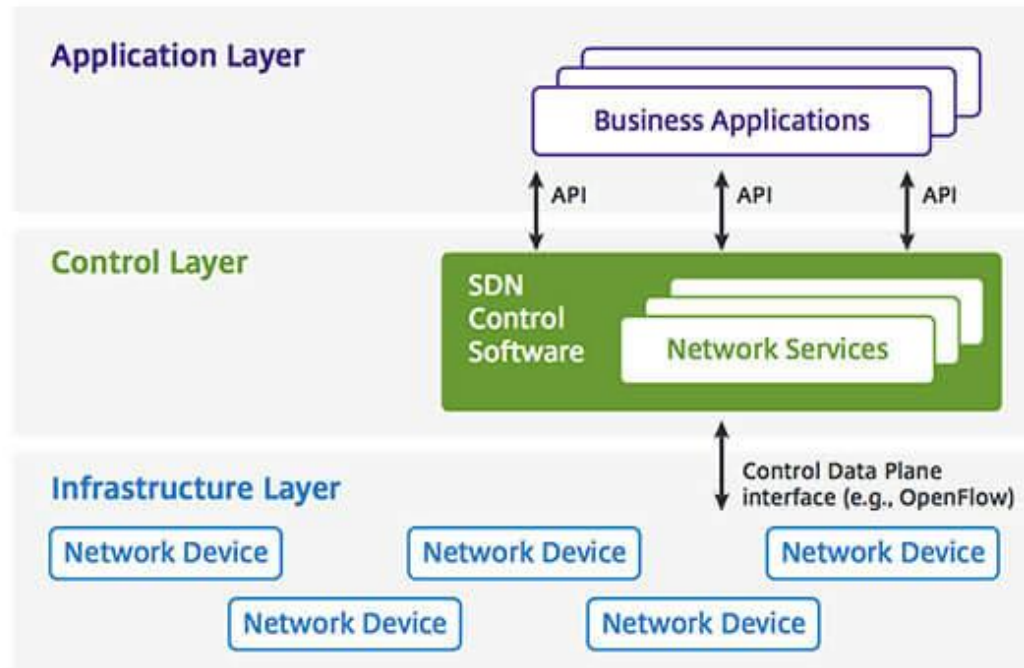 Application Layer
Business Applications
API
API
API
Control Layer
SDN
Control
Software
Network Services
Control Data Plane
interface (e.g., OpenFlow)
Infrastructure Layer
Network Device
Network Device
Network Device
Network Device
Network Device